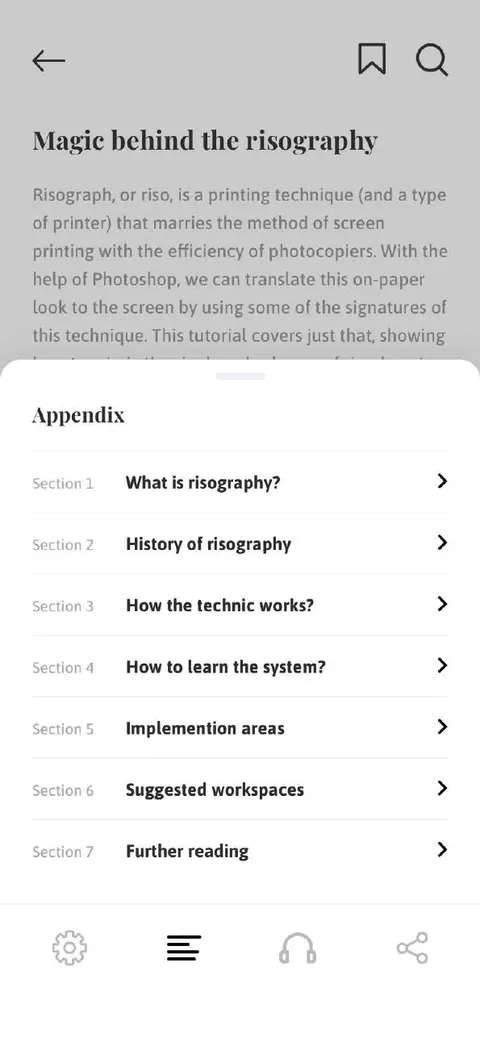 Magic behind the risography
Risograph, or riso, is a printing technique (and a type
of printer) that marries the method of screen
printing with the efficiency of photocopiers. With the
help of Photoshop, we can translate this on-paper
look to the screen by using some of the signatures of
this technique. This tutorial covers just that, showing
Appendix
Section 1 What is risography?
Section 2 History of risography
Section 3 How the technic works?
Section 4 How to learn the system?
Section 5 Implemention areas
Section 6 Suggested workspaces
Section 7 Further reading